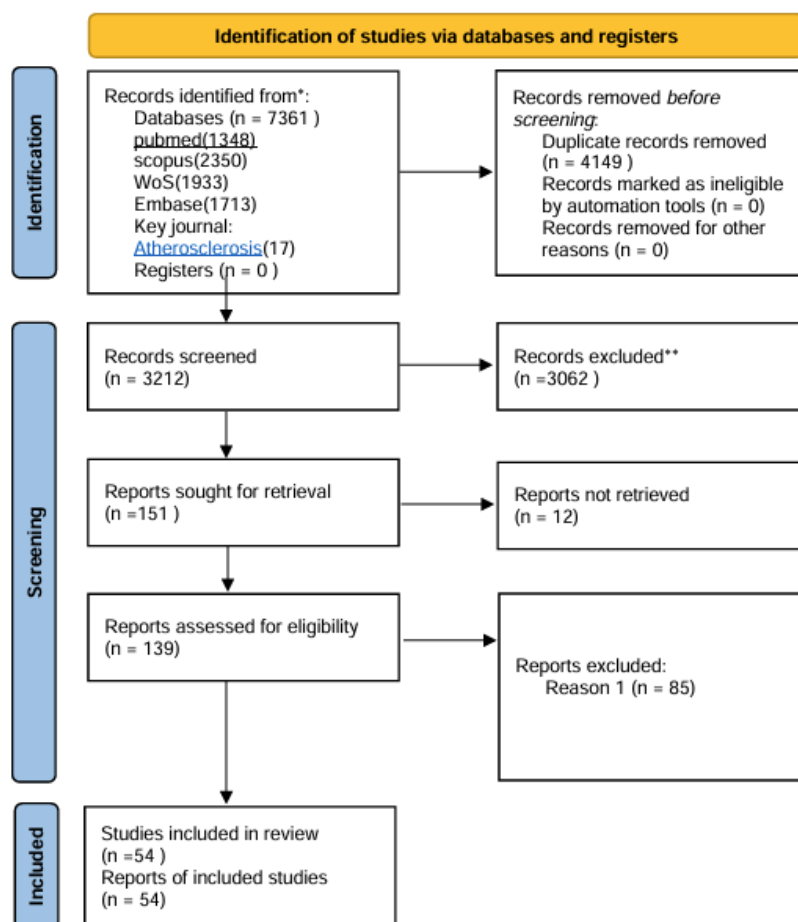 Identification of studies via databases and registers
Identification
Records identified from*:
Databases (n = 7361 )
pubmed(1348)
scopus(2350)
WoS(1933)
Embase(1713)
Key journal:
Atherosclerosis(17)
Registers (n = 0 )
Records removed before
screening:
Duplicate records removed
(n = 4149 )
Records marked as ineligible
by automation tools (n = 0)
Records removed for other
reasons (n = 0)
Screening
Records screened
(n = 3212)
Records excluded**
(n =3062 )
Reports sought for retrieval
(n =151 )
Reports not retrieved
(n = 12)
Reports assessed for eligibility
(n = 139)
Reports excluded:
Reason 1 (n = 85)
Included
Studies included in review
(n =54 )
Reports of included studies
(n = 54)